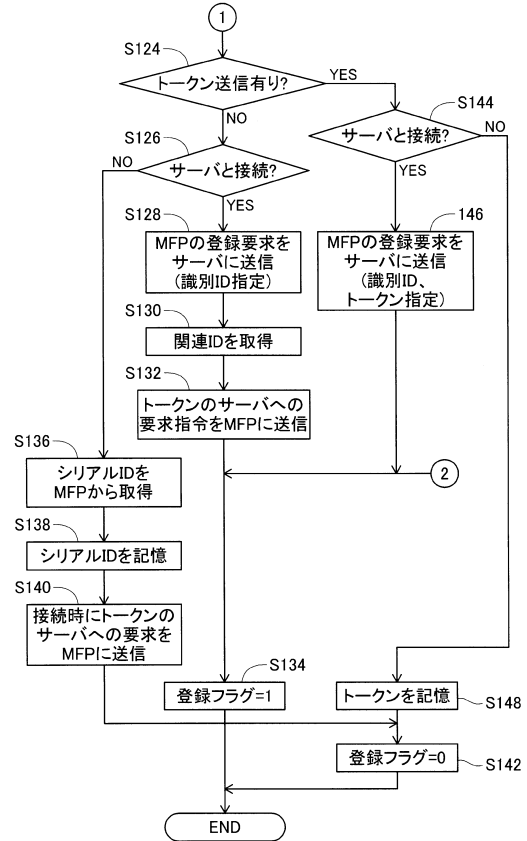 1
S124
トークン送信有り?
YES
NO
S144
サーバと接続?
NO
YES
S126
NO
サーバと接続?
YES
S128
MFPの登録要求を
サーバに送信
(識別ID指定)
146
MFPの登録要求を
サーバに送信
(識別ID、
トークン指定)
S130
関連IDを取得
S132
トークンのサーバへの
要求指令をMFPに送信
2
S136
シリアルIDを
MFPから取得
S138
シリアルIDを記憶
S140
接続時にトークンの
サーバへの要求を
MFPに送信
S134
登録フラグ=1
トークンを記憶
S148
登録フラグ=0
S142
END